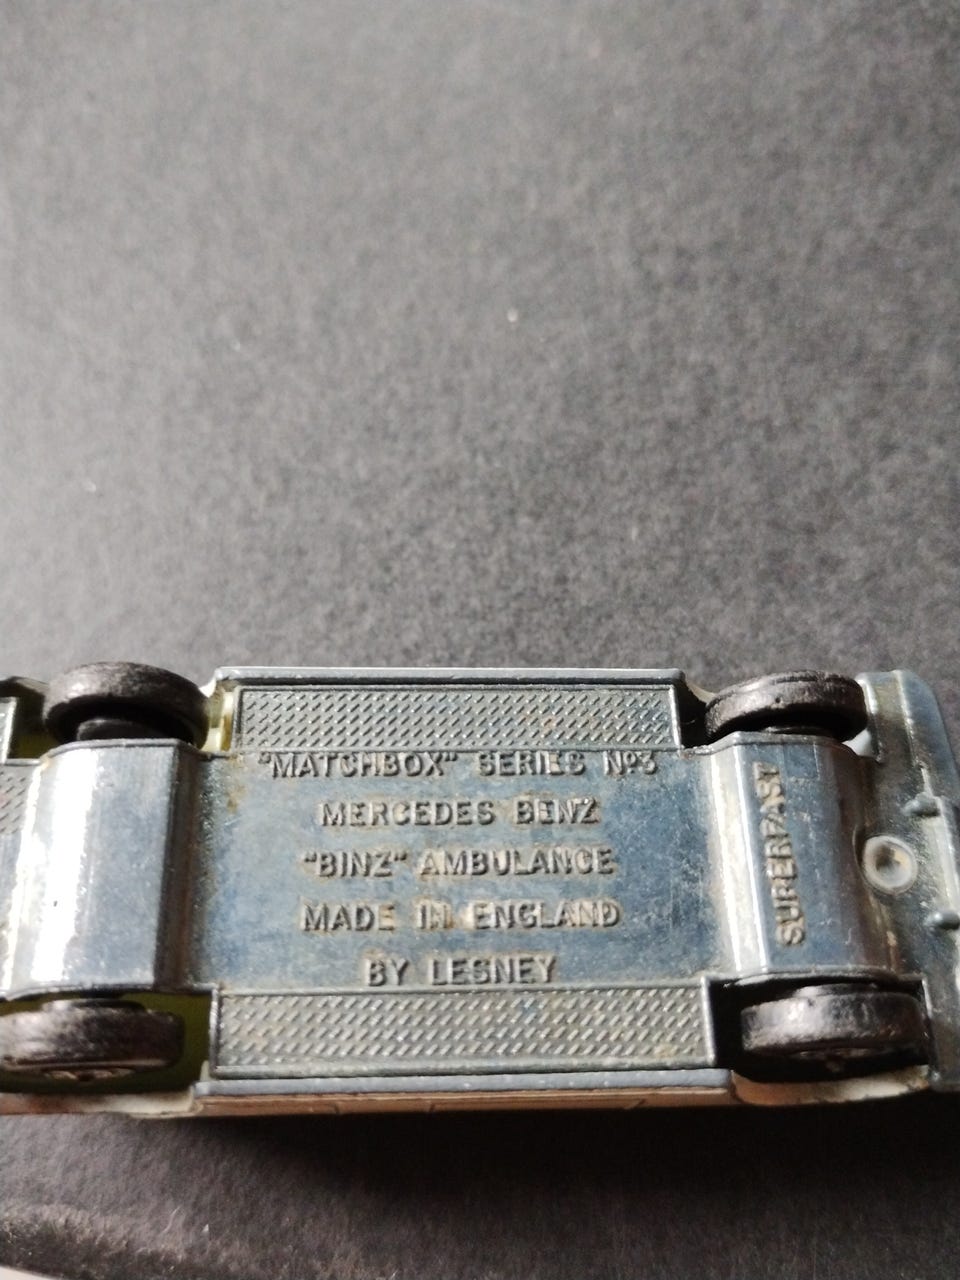 "MATCHBOX" SERIES Nº3
MERCEDES BENZ
"BINZ" AMBULANCE
MADE IN ENGLAND
BY LESNEY
SUPERFAST